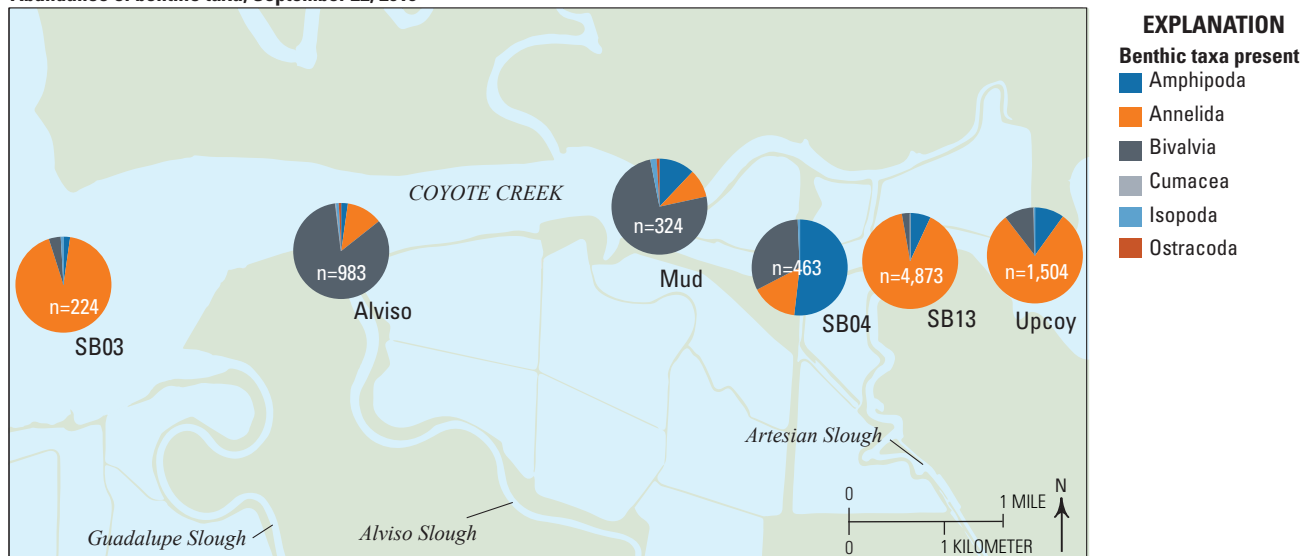 EXPLANATION
Benthic taxa present
Amphipoda
Annelida
Bivalvia
Cumacea
Isopoda
Ostracoda
COYOTE CREEK
n=324
Mud
n=983
Alviso
n=463
SB04
n=4,873
SB13
n=1,504
Upcoy
n=224
SB03
Artesian Slough
Guadalupe Slough
Alviso Slough
0 1 MILE
0 1 KILOMETER
N